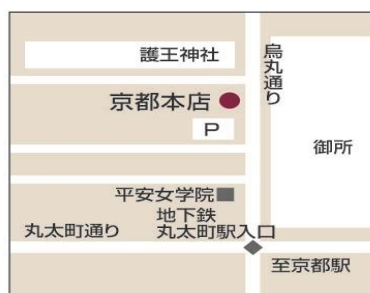 護王神社
烏丸通り
京都本店
P
御所
平安女学院
地下鉄
丸太町通り 丸太町駅入口
至京都駅